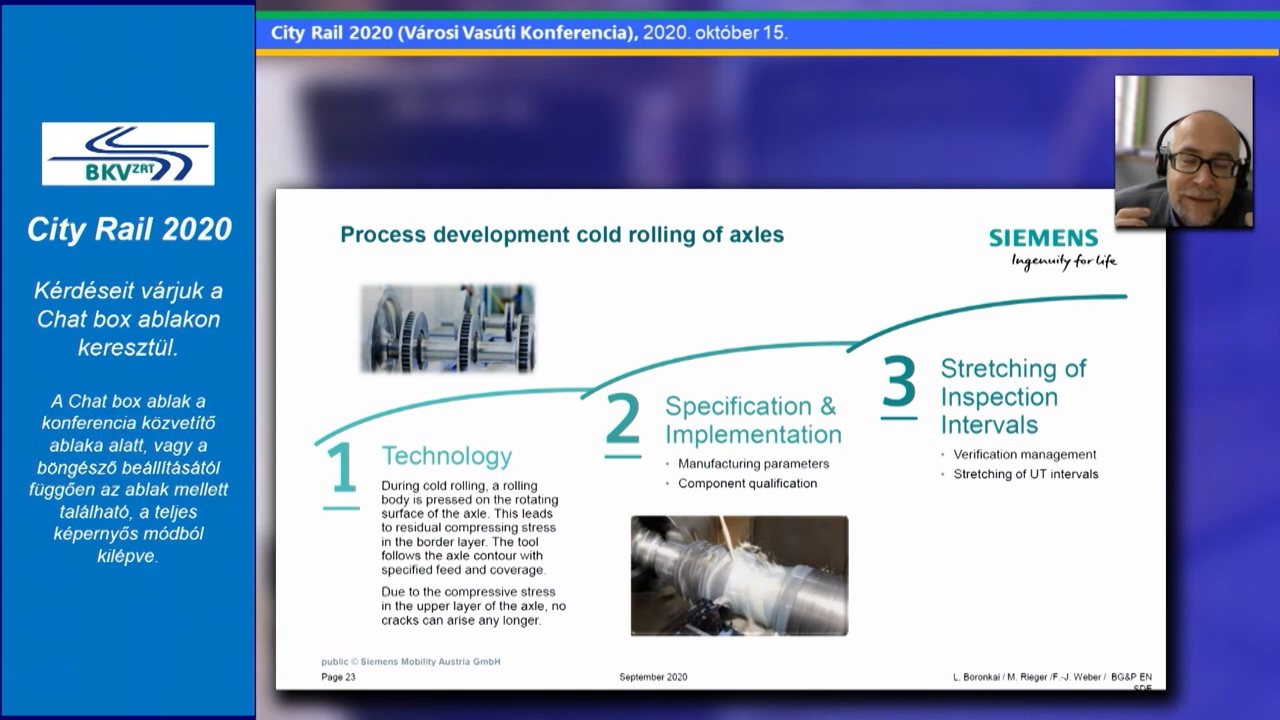 City Rail 2020 (Városi Vasúti Konferencia), 2020. október 15.
BKV ZRT
City Rail 2020
Kérdéseit várjuk a
Chat box ablakon
keresztül.
A Chat box ablak a
konferencia közvetítő
ablaka alatt, vagy a
böngésző beállításától
függően az ablak mellett
található, a teljes
képernyős módból
kilépve.
Process development cold rolling of axles
SIEMENS
Ingenuity for life
1 Technology
During cold rolling, a rolling
body is pressed on the rotating
surface of the axle. This leads
to residual compressing stress
in the border layer. The tool
follows the axle contour with
specified feed and coverage.
Due to the compressive stress
in the upper layer of the axle, no
cracks can arise any longer.
2 Specification &
Implementation
• Manufacturing parameters
• Component qualification
3 Stretching of
Inspection
Intervals
• Verification management
• Stretching of UT intervals
public © Siemens Mobility Austria GmbH
Page 23
September 2020
L. Boronkai / M. Rieger /F.-J. Weber / BG&P EN
SDE